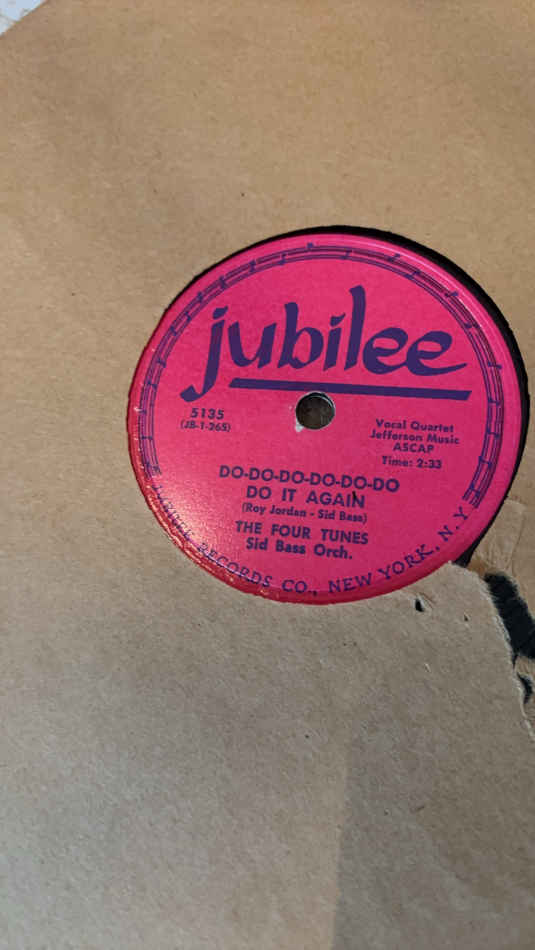 jubilee
5135
(JB-1-265)
Vocal Quartet
Jefferson Music
ASCAP
Time: 2:33
DO-DO-DO-DO-DO-DO
DO IT AGAIN
(Roy Jordan - Sid Bass)
THE FOUR TUNES
Sid Bass Orch.
JUBILEE RECORDS CO., NEW YORK, N.Y.